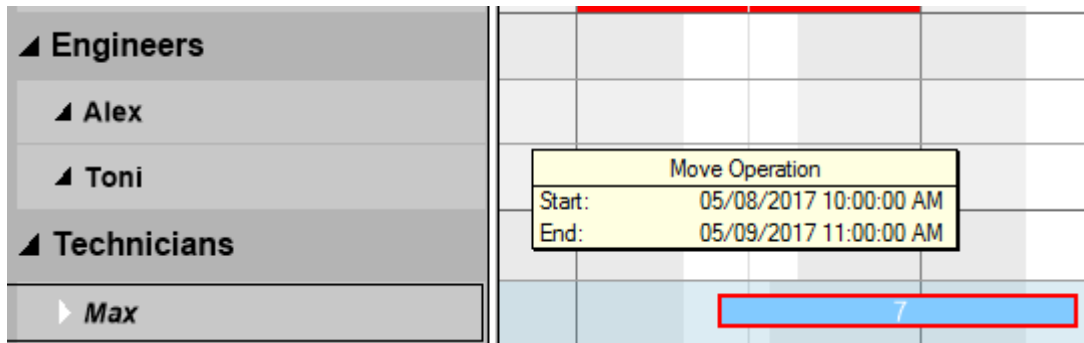 Engineers
Alex
Toni
Move Operation
Start: 05/08/2017 10:00:00 AM
End: 05/09/2017 11:00:00 AM
Technicians
Max
7